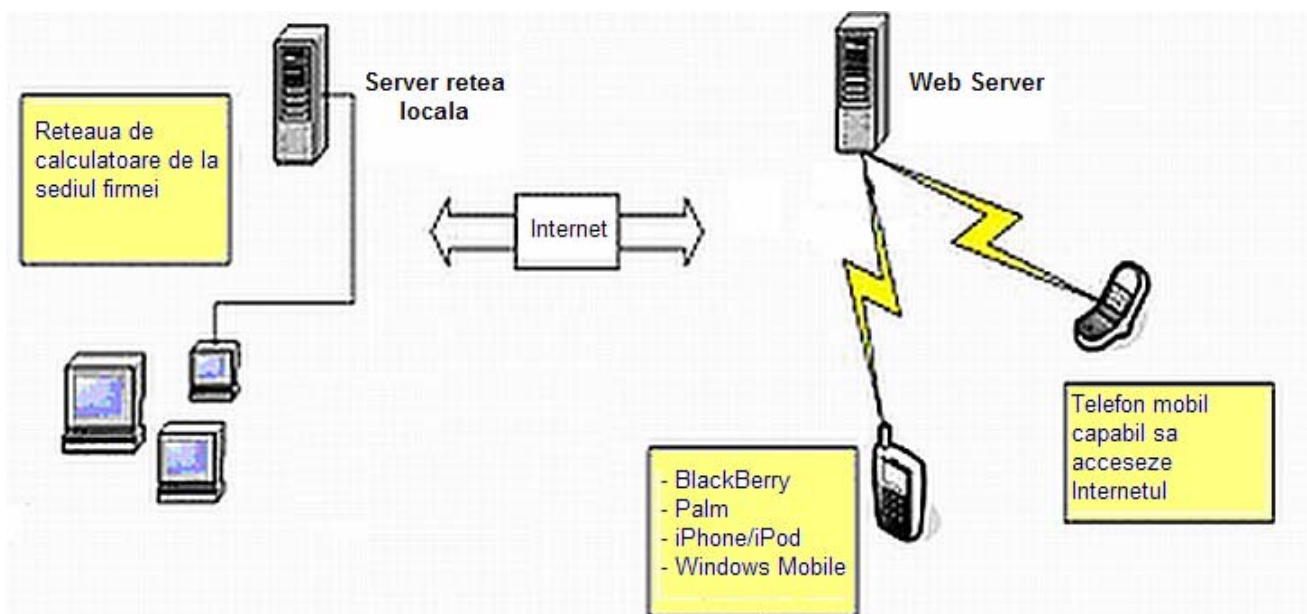 Server retea
locala
Web Server
Reteaua de
calculatoare de la
sediul firmei
Internet
Telefon mobil
capabil sa
acceseze
Internetul
- BlackBerry
- Palm
- iPhone/iPod
- Windows Mobile